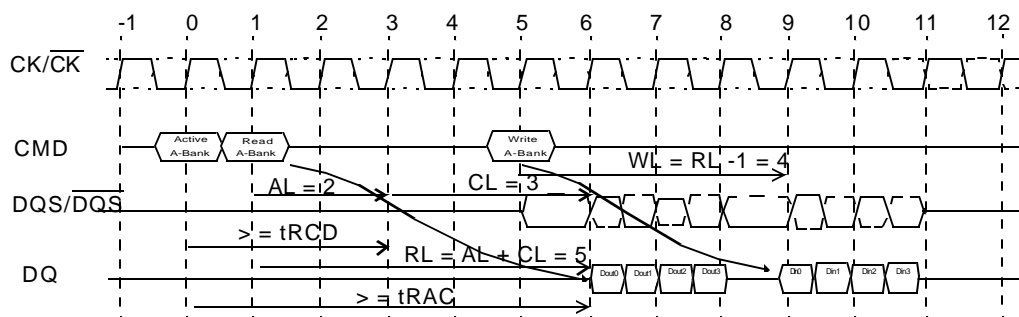 -1 0 1 2 3 4 5 6 7 8 9 10 11 12
CK/CK
CMD
Active
A-Bank
Read
A-Bank
Write
A-Bank
WL = RL -1 = 4
AL = 2
CL = 3
DQS/DQS
> = tRCD
RL = AL + CL = 5
DQ
Dout0 Dout1 Dout2 Dout3
Din0 Din1 Din2 Din3
> = tRAC